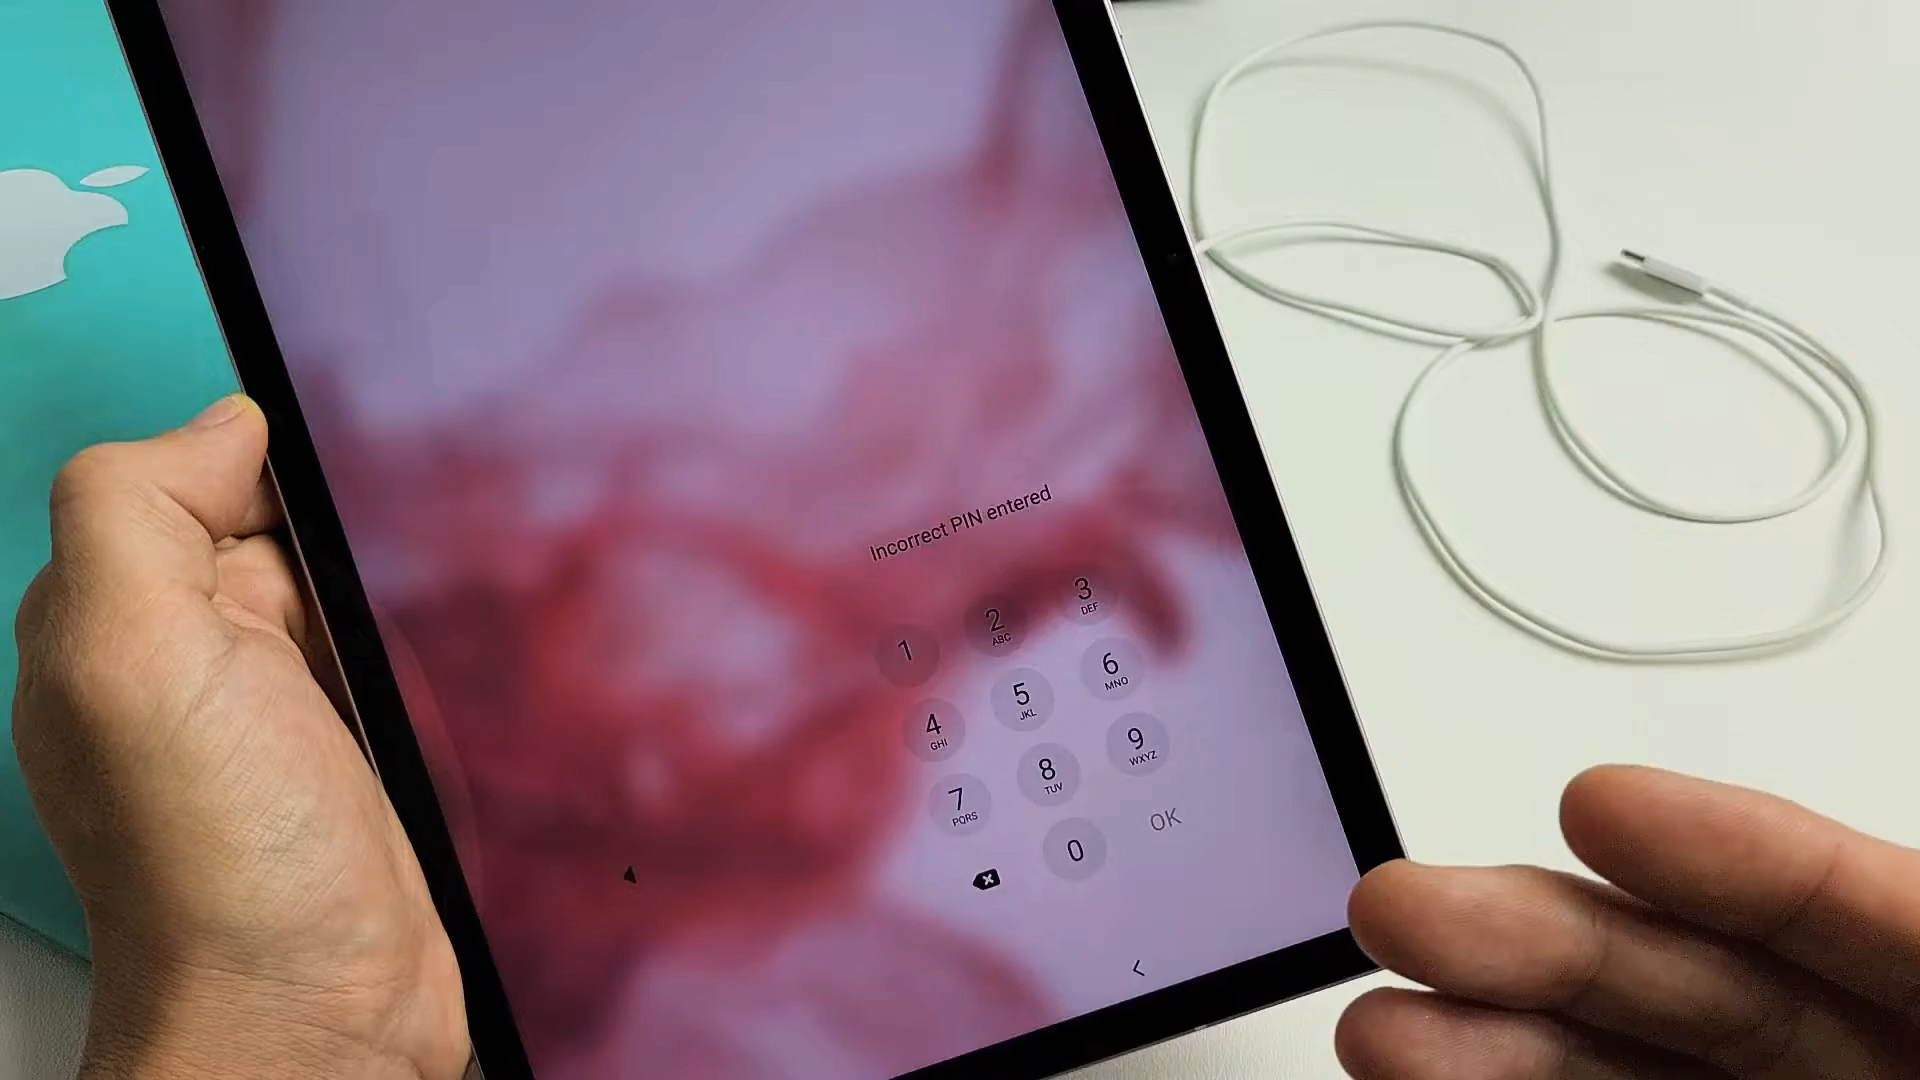 Incorrect PIN entered
1
2 ABC
3 DEF
4 GHI
5 JKL
6 MNO
7 PQRS
8 TUV
9 WXYZ
0
OK